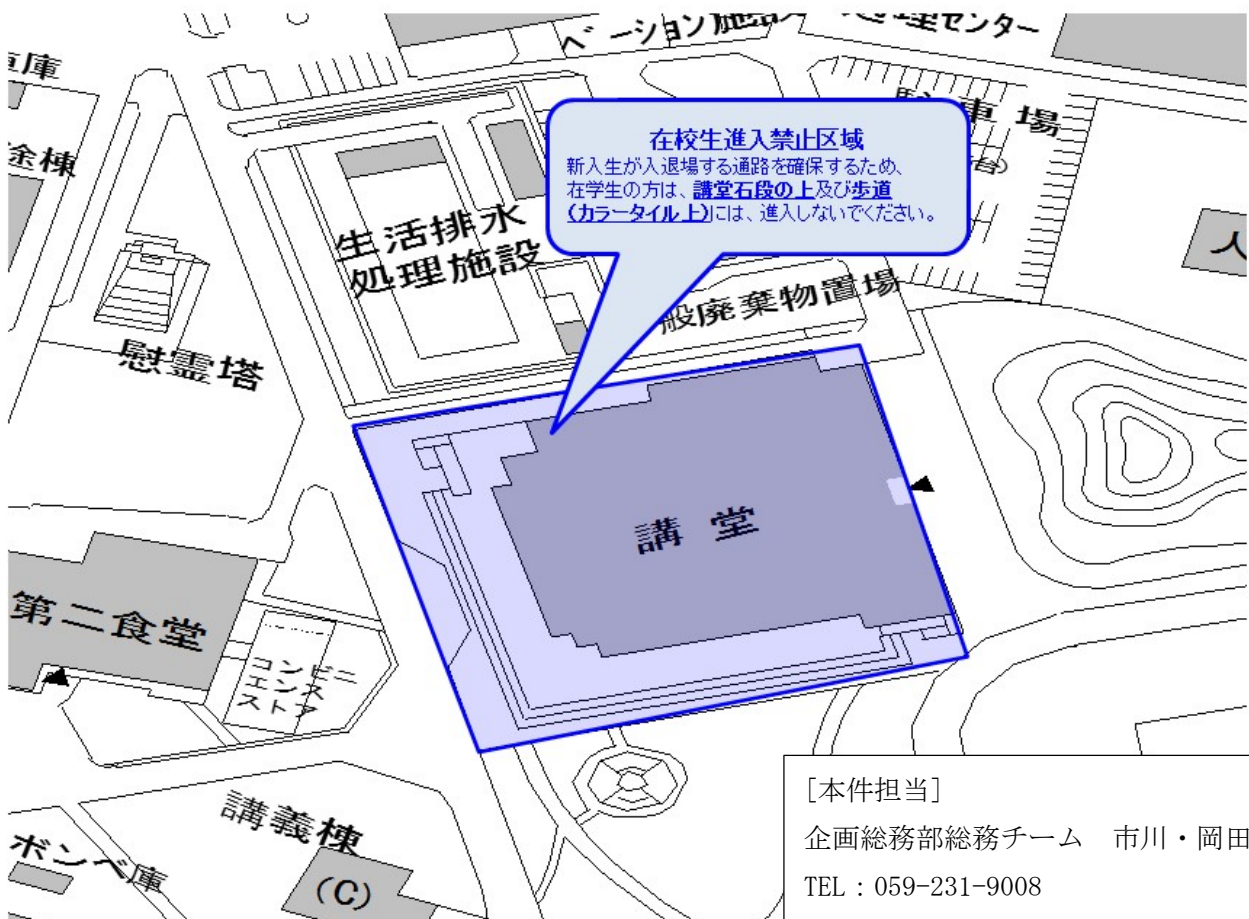 ベーション施設
理センター
庫
駐車場
台)
金棟
在校生進入禁止区域
新入生が入退場する通路を確保するため、
在学生の方は、講堂石段の上及び歩道
(カラータイル上)には、進入しないでください。
生活排水
処理施設
般廃棄物置場
慰霊塔
講堂
第二食堂
コンビニ
エンス
ストア
講義棟
(C)
ボンベ庫
[本件担当]
企画総務部総務チーム　市川・岡田
TEL：059-231-9008